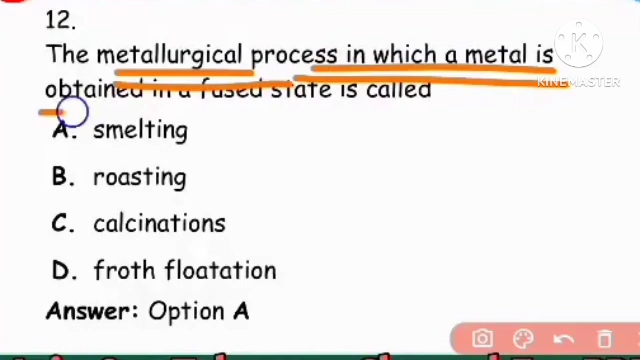 12.
The metallurgical process in which a metal is
obtained in a fused state is called
A. smelting
B. roasting
C. calcinations
D. froth floatation
Answer: Option A
KINEMASTER